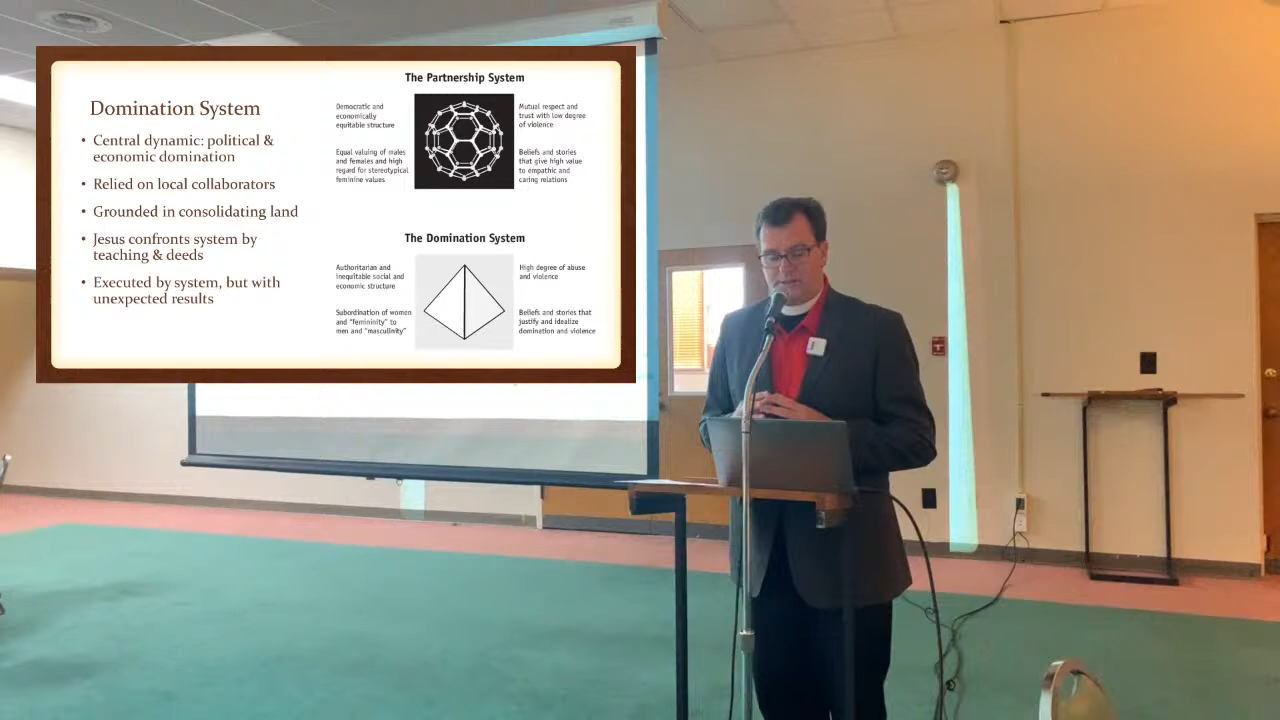 Domination System
• Central dynamic: political &
economic domination
• Relied on local collaborators
• Grounded in consolidating land
• Jesus confronts system by
teaching & deeds
• Executed by system, but with
unexpected results
The Partnership System
Democratic and
economically
equitable structure
Mutual respect and
trust with low degree
of violence
Equal valuing of males
and females and high
regard for stereotypical
feminine values
Beliefs and stories
that give high value
to empathic and
caring relations
The Domination System
Authoritarian and
inequitable social and
economic structure
High degree of abuse
and violence
Subordination of women
and "femininity" to
men and "masculinity"
Beliefs and stories that
justify and idealize
domination and violence